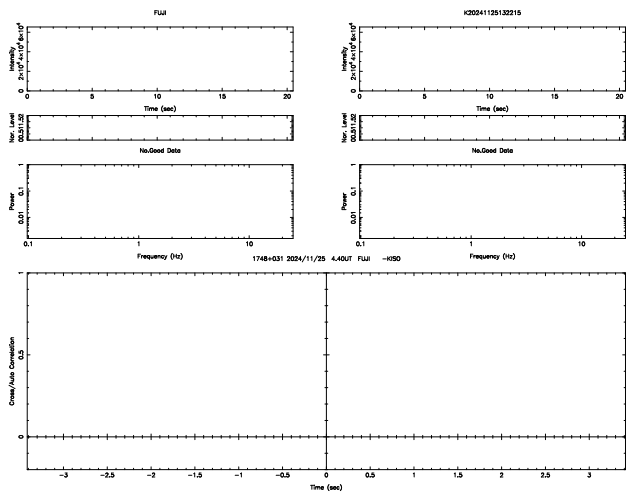 FUJI
K20241125132215
Intensity
0 2×10⁴ 4×10⁴ 6×10⁴
0 5 10 15 20
Time (sec)
Intensity
0 2×10⁴ 4×10⁴ 6×10⁴
0 5 10 15 20
Time (sec)
Nor. Level
0 0.5 1 1.5 2
No.Good Data
Nor. Level
0 0.5 1 1.5 2
No.Good Data
Power
0.01 0.1 1
0.1 1 10
Frequency (Hz)
Power
0.01 0.1 1
0.1 1 10
Frequency (Hz)
1748+031 2024/11/25 4.40UT FUJI -KISO
Cross/Auto Correlation
0 0.5 1
-3 -2.5 -2 -1.5 -1 -0.5 0 0.5 1 1.5 2 2.5 3
Time (sec)